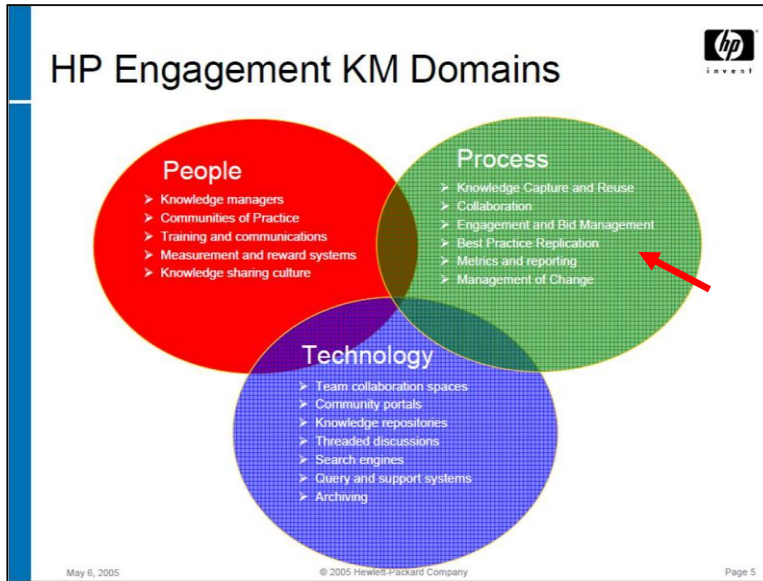 hp
invent
HP Engagement KM Domains
People
➢ Knowledge managers
➢ Communities of Practice
➢ Training and communications
➢ Measurement and reward systems
➢ Knowledge sharing culture
Process
➢ Knowledge Capture and Reuse
➢ Collaboration
➢ Engagement and Bid Management
➢ Best Practice Replication
➢ Metrics and reporting
➢ Management of Change
Technology
➢ Team collaboration spaces
➢ Community portals
➢ Knowledge repositories
➢ Threaded discussions
➢ Search engines
➢ Query and support systems
➢ Archiving
May 6, 2005
© 2005 Hewlett-Packard Company
Page 5